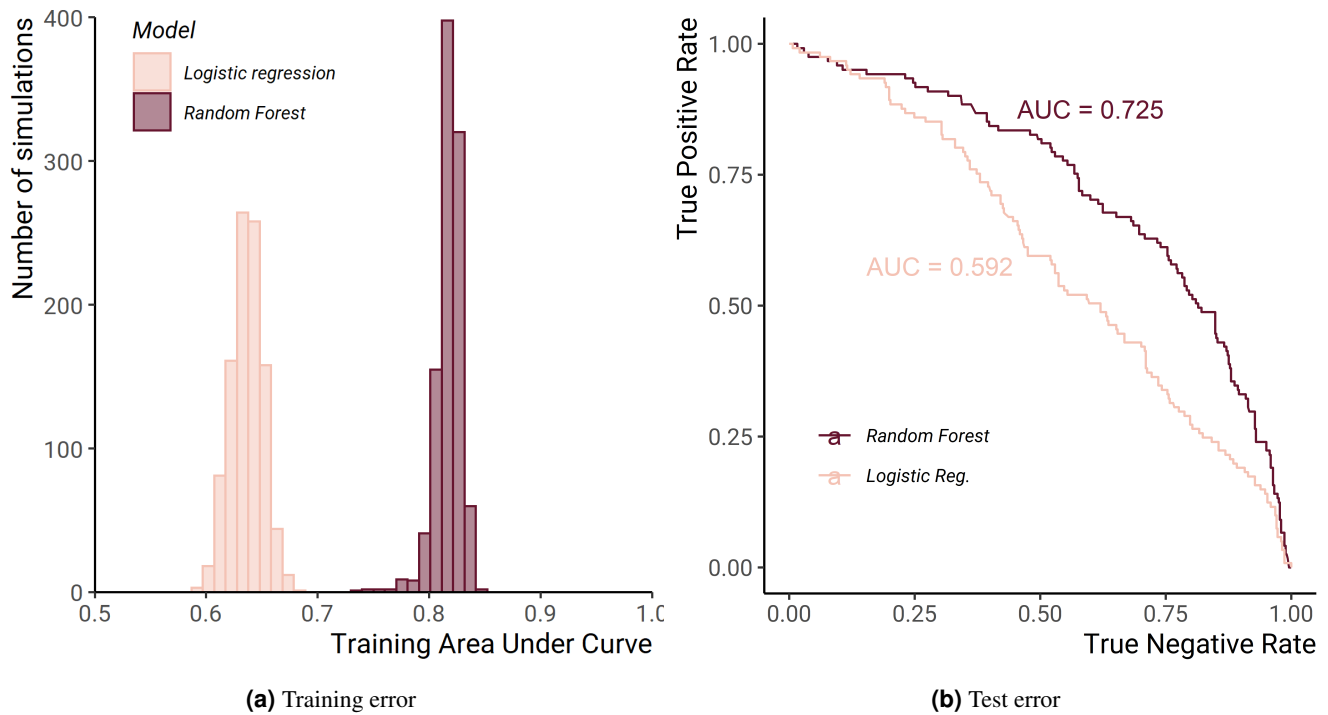 Number of simulations
400
300
200
100
0
Model
Logistic regression
Random Forest
0.5 0.6 0.7 0.8 0.9 1.
Training Area Under Curve
(a) Training error
True Positive Rate
1.00
0.75
0.50
0.25
0.00
AUC = 0.725
AUC = 0.592
a Random Forest
a Logistic Reg.
0.00 0.25 0.50 0.75 1.00
True Negative Rate
(b) Test error